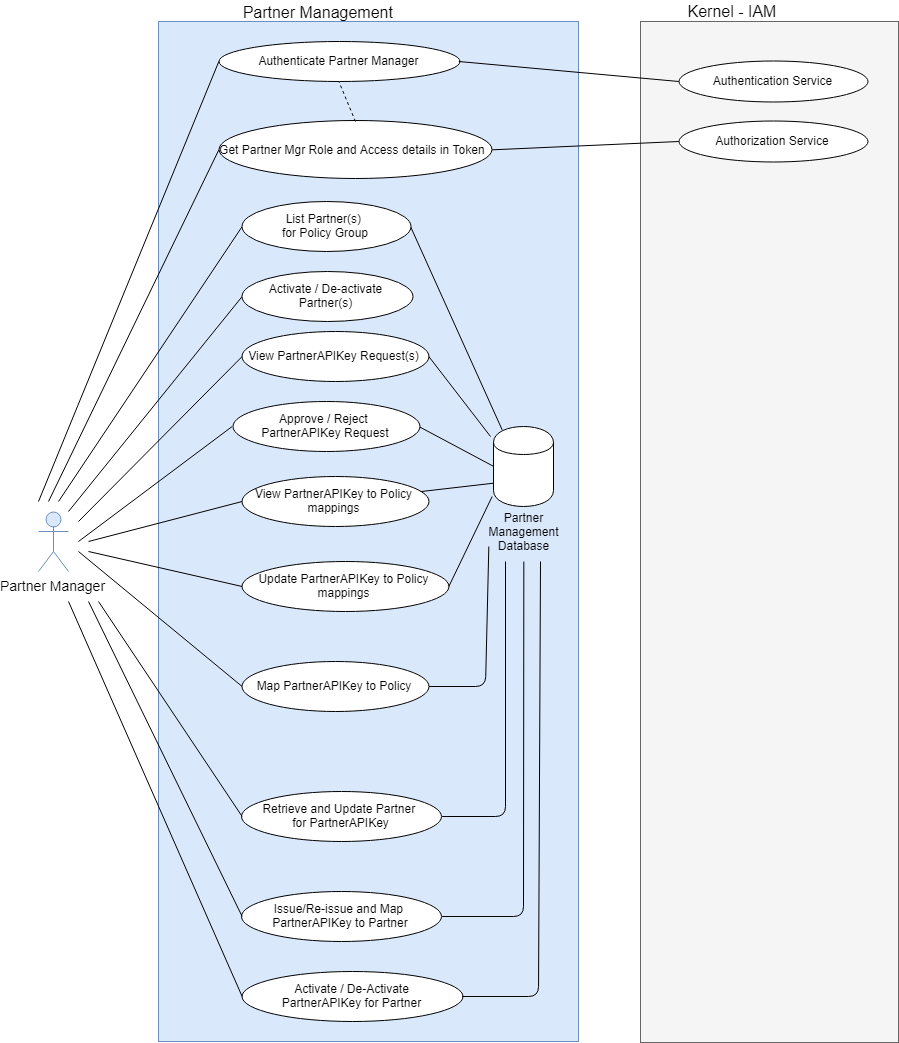 Partner Management
Kernel - IAM
Authenticate Partner Manager
Authentication Service
Get Partner Mgr Role and Access details in Token
Authorization Service
List Partner(s)
for Policy Group
Activate / De-activate
Partner(s)
View PartnerAPIKey Request(s)
Approve / Reject
PartnerAPIKey Request
View PartnerAPIKey to Policy
mappings
Partner
Management
Database
Partner Manager
Update PartnerAPIKey to Policy
mappings
Map PartnerAPIKey to Policy
Retrieve and Update Partner
for PartnerAPIKey
Issue/Re-issue and Map
PartnerAPIKey to Partner
Activate / De-Activate
PartnerAPIKey for Partner